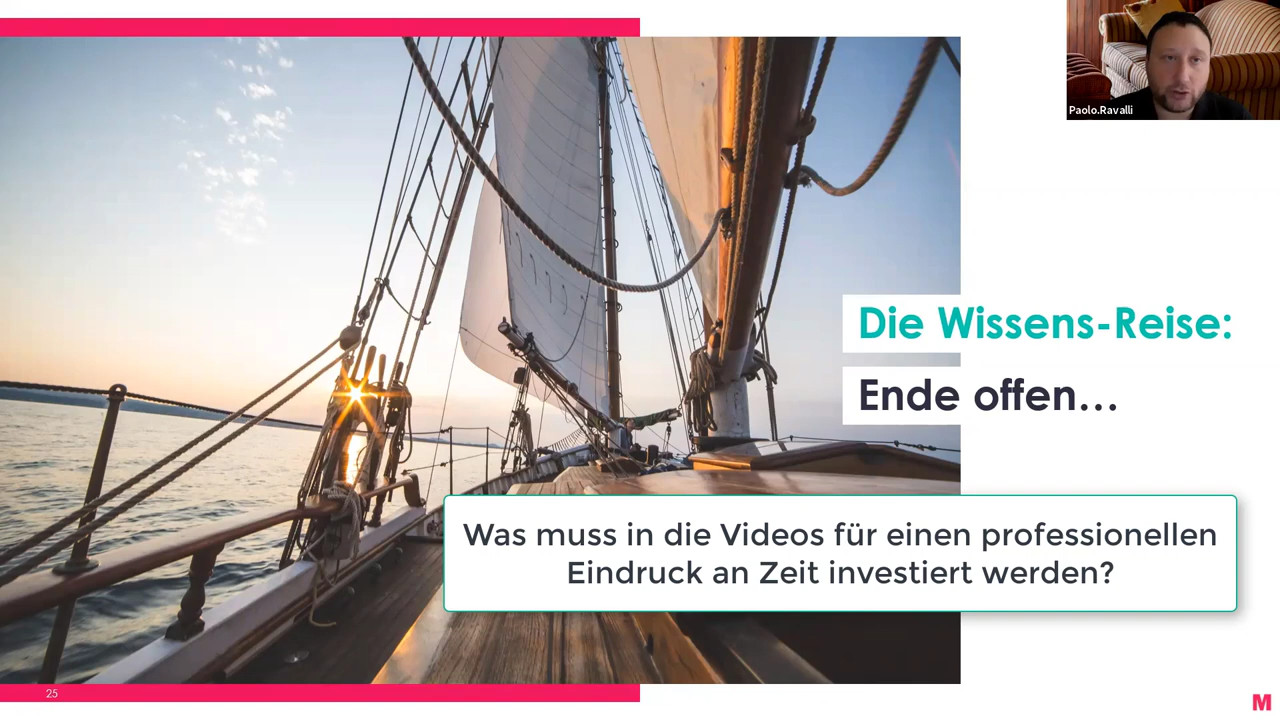 Paolo.Ravalli
Die Wissens-Reise:
Ende offen...
Was muss in die Videos für einen professionellen
Eindruck an Zeit investiert werden?
25
M